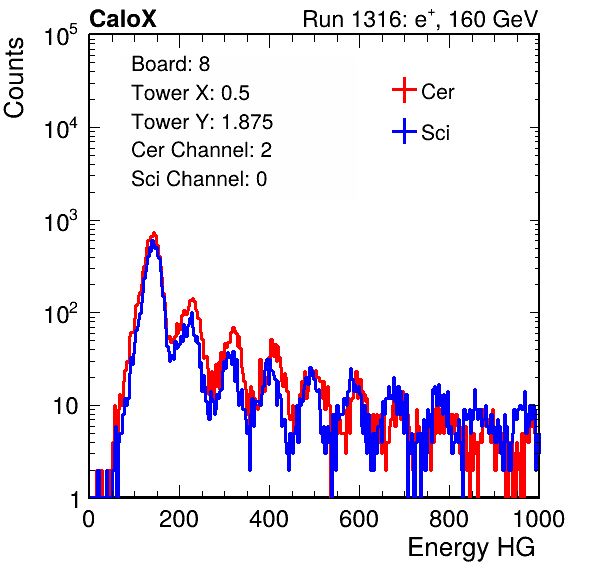 CaloX Run 1316: e+, 160 GeV
Board: 8
Tower X: 0.5
Tower Y: 1.875
Cer Channel: 2
Sci Channel: 0
Cer
Sci
Counts
10^5
10^4
10^3
10^2
10
1
0 200 400 600 800 1000
Energy HG